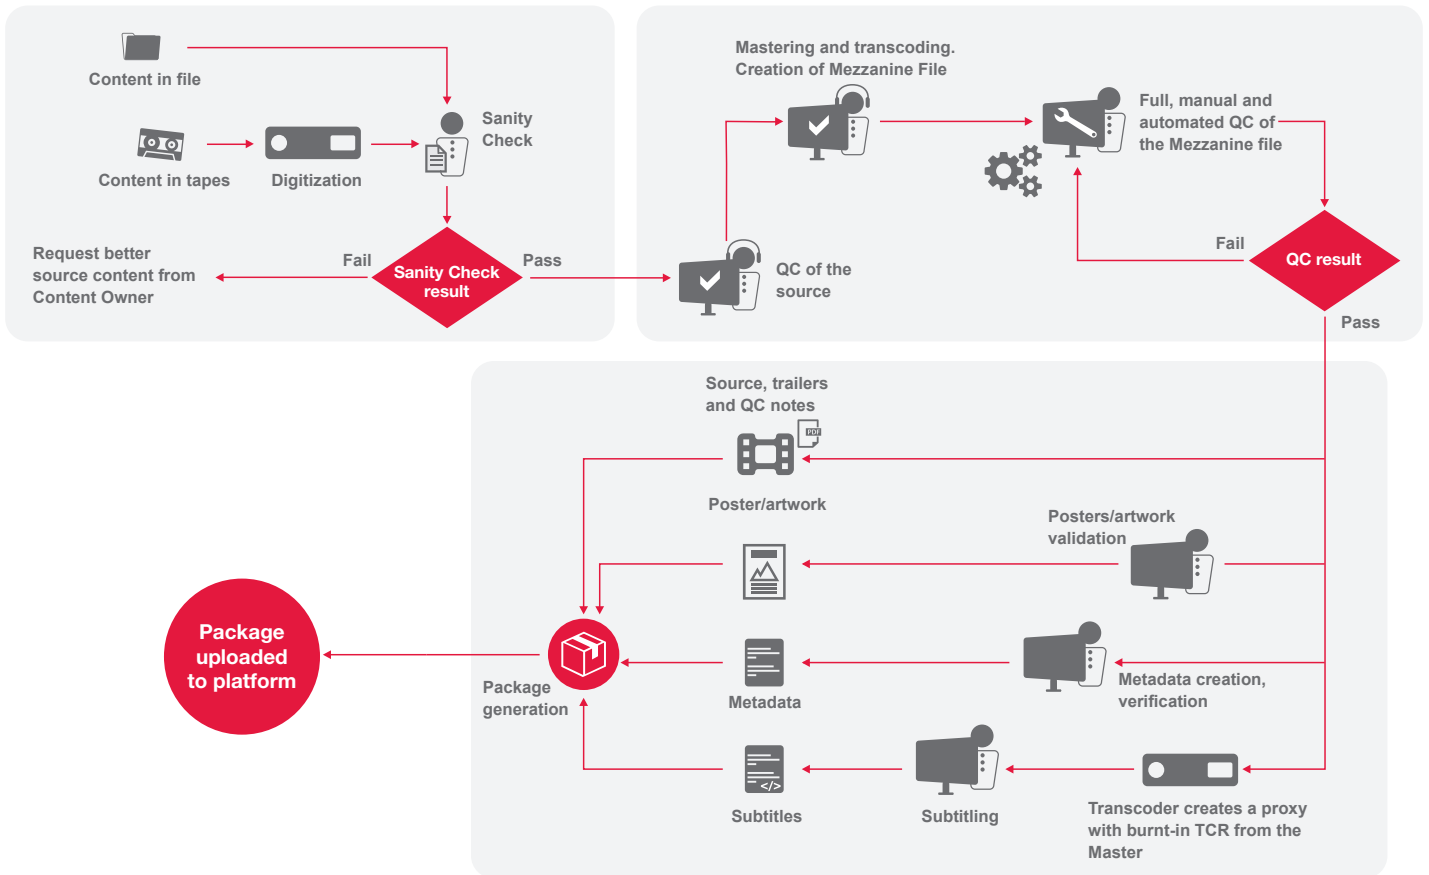 Content in file
Content in tapes
Digitization
Sanity
Check
Request better
source content from
Content Owner
Fail
Sanity Check
result
Pass
Mastering and transcoding.
Creation of Mezzanine File
QC of the
source
Full, manual and
automated QC of
the Mezzanine file
Fail
QC result
Pass
Source, trailers
and QC notes
PDF
Poster/artwork
Posters/artwork
validation
Package
uploaded
to platform
Package
generation
Metadata
Metadata creation,
verification
</>
Subtitles
Subtitling
Transcoder creates a proxy
with burnt-in TCR from the
Master